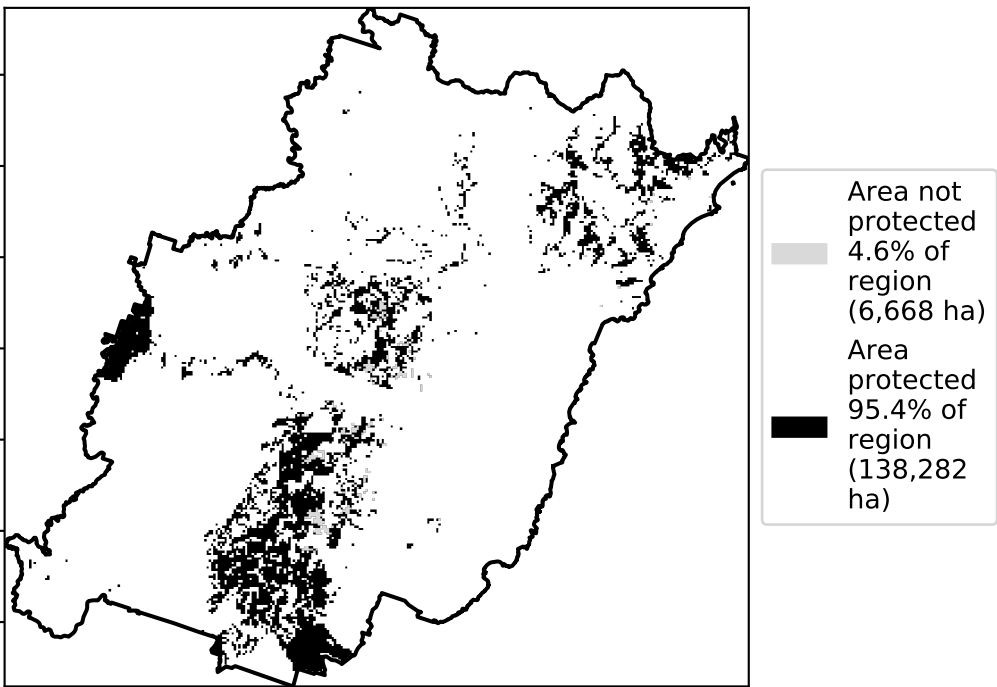 Area not
protected
4.6% of
region
(6,668 ha)
Area
protected
95.4% of
region
(138,282
ha)